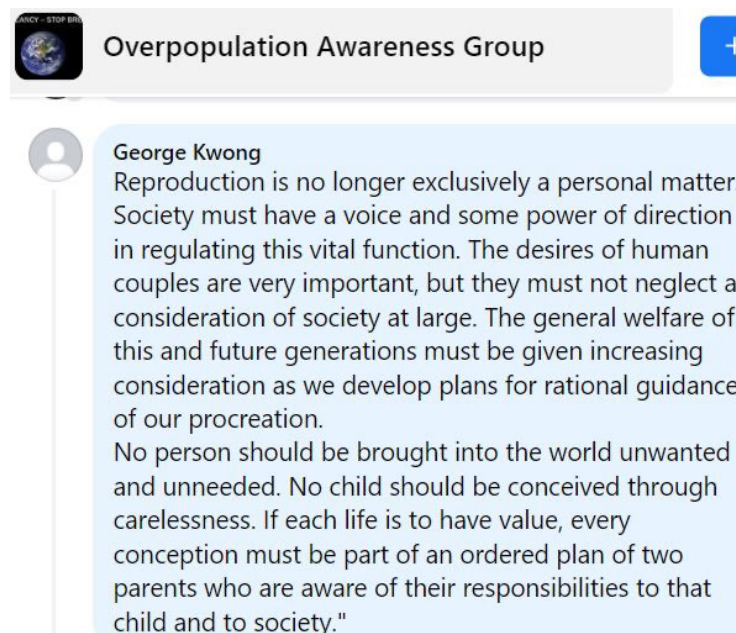 ANCY – STOP BRE
Overpopulation Awareness Group
+
George Kwong
Reproduction is no longer exclusively a personal matter.
Society must have a voice and some power of direction
in regulating this vital function. The desires of human
couples are very important, but they must not neglect a
consideration of society at large. The general welfare of
this and future generations must be given increasing
consideration as we develop plans for rational guidance
of our procreation.
No person should be brought into the world unwanted
and unneeded. No child should be conceived through
carelessness. If each life is to have value, every
conception must be part of an ordered plan of two
parents who are aware of their responsibilities to that
child and to society."